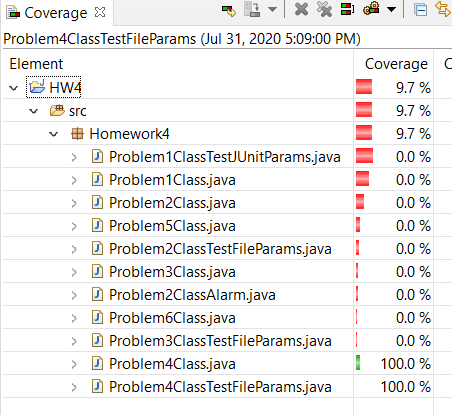 Coverage
Problem4ClassTestFileParams (Jul 31, 2020 5:09:00 PM)
Element Coverage C
HW4 9.7 %
src 9.7 %
Homework4 9.7 %
Problem1ClassTestJUnitParams.java 0.0 %
Problem1Class.java 0.0 %
Problem2Class.java 0.0 %
Problem5Class.java 0.0 %
Problem2ClassTestFileParams.java 0.0 %
Problem3Class.java 0.0 %
Problem2ClassAlarm.java 0.0 %
Problem6Class.java 0.0 %
Problem3ClassTestFileParams.java 0.0 %
Problem4Class.java 100.0 %
Problem4ClassTestFileParams.java 100.0 %